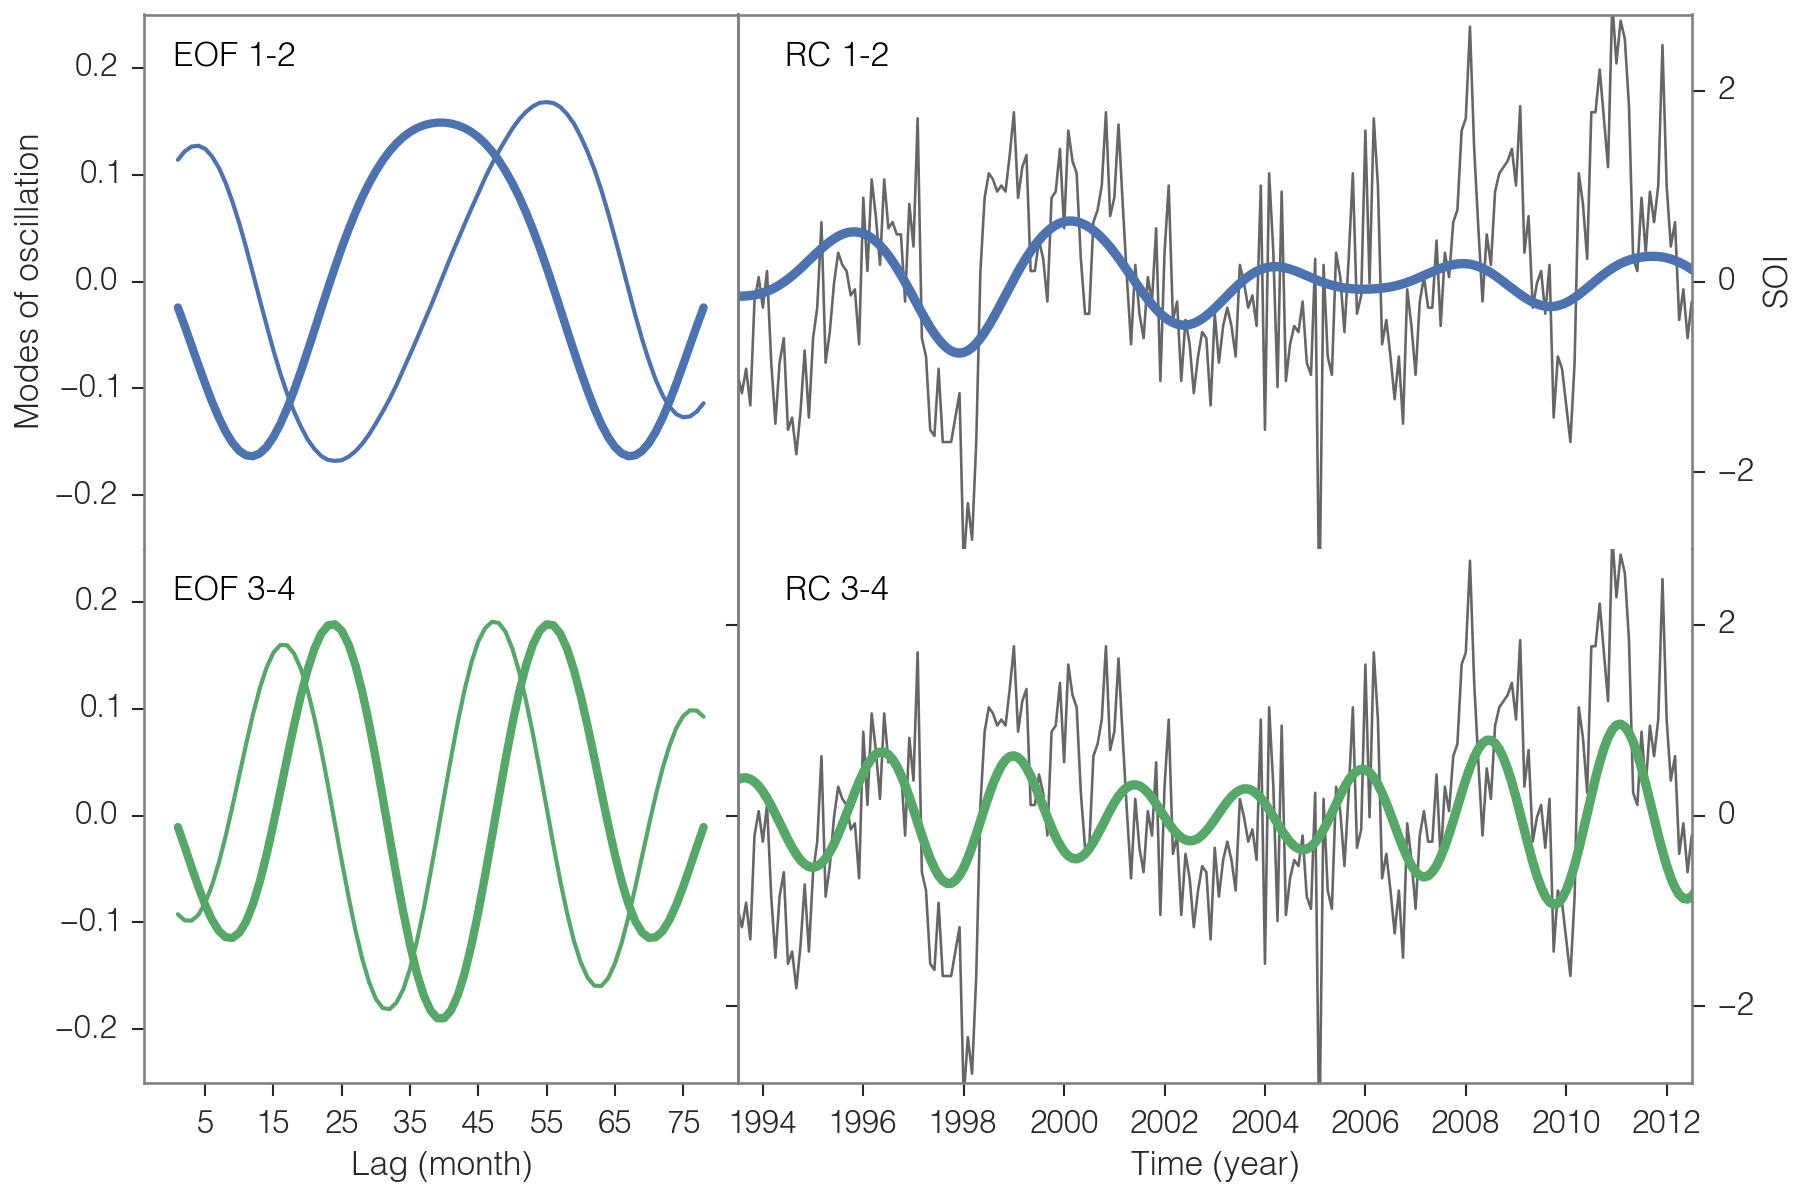 EOF 1-2
RC 1-2
0.2
0.1
0.0
−0.1
−0.2
Modes of oscillation
2
0
−2
SOI
EOF 3-4
RC 3-4
0.2
0.1
0.0
−0.1
−0.2
2
0
−2
5 15 25 35 45 55 65 75
1994 1996 1998 2000 2002 2004 2006 2008 2010 2012
Lag (month)
Time (year)